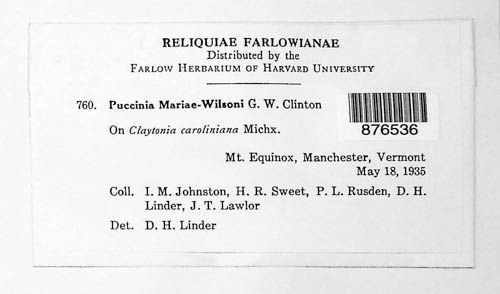 RELIQUIAE FARLOWIANAE
Distributed by the
FARLOW HERBARIUM OF HARVARD UNIVERSITY
760. Puccinia Mariae-Wilsoni G. W. Clinton
On Claytonia caroliniana Michx.
876536
Mt. Equinox, Manchester, Vermont
May 18, 1935
Coll. I. M. Johnston, H. R. Sweet, P. L. Rusden, D. H.
Linder, J. T. Lawlor
Det. D. H. Linder